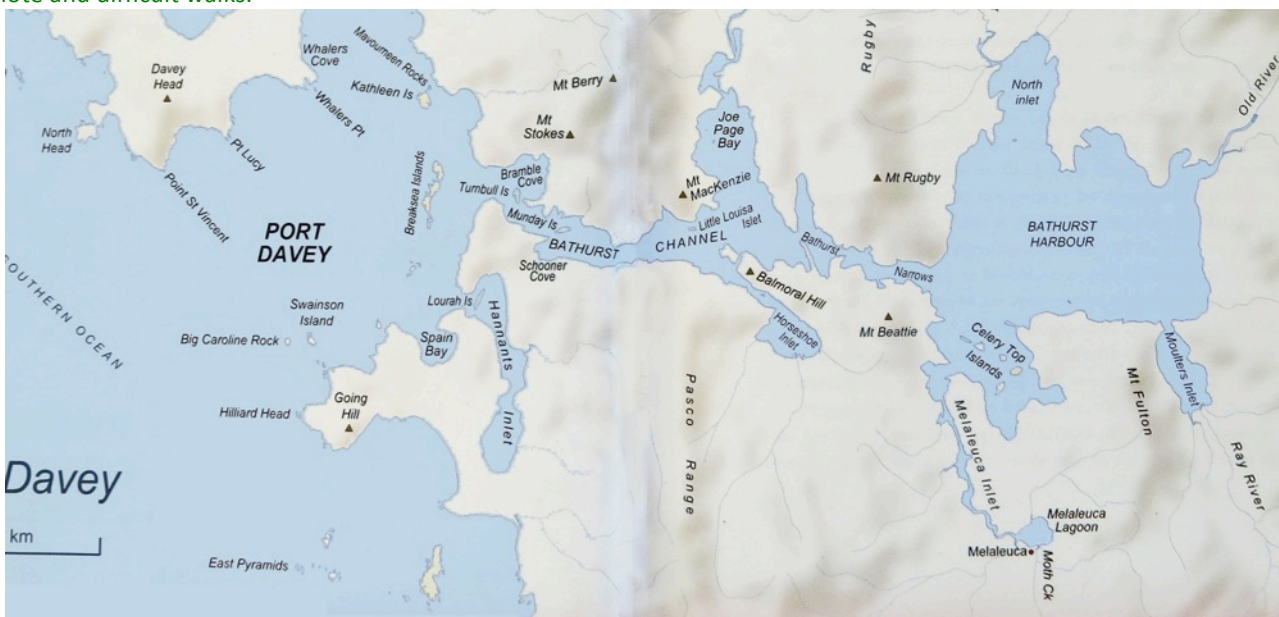 and difficult walks.
Whalers
Cove
Mavourneen Rocks
Kathleen Is
Davey
Head
Whalers Pt
North
Head
Pt Lucy
Point St Vincent
PORT
DAVEY
SOUTHERN OCEAN
Breaksea Islands
Mt Berry
Mt
Stokes
Bramble
Cove
Turnbull Is
Munday Is
BATHURST
CHANNEL
Schooner
Cove
Joe
Page
Bay
Mt
MacKenzie
Little Louisa
Islet
Rugby
Mt Rugby
North
inlet
Old River
BATHURST
HARBOUR
Bathurst
Narrows
Balmoral Hill
Horseshoe
Inlet
Mt Beattie
Celery Top
Islands
Moulters Inlet
Mt Fulton
Ray River
Melaleuca Inlet
Melaleuca
Lagoon
Melaleuca
Moth Ck
Pasco
Range
Lourah Is
Hannants
Inlet
Spain
Bay
Swainson
Island
Big Caroline Rock
Going
Hill
Hilliard Head
Davey
km
East Pyramids